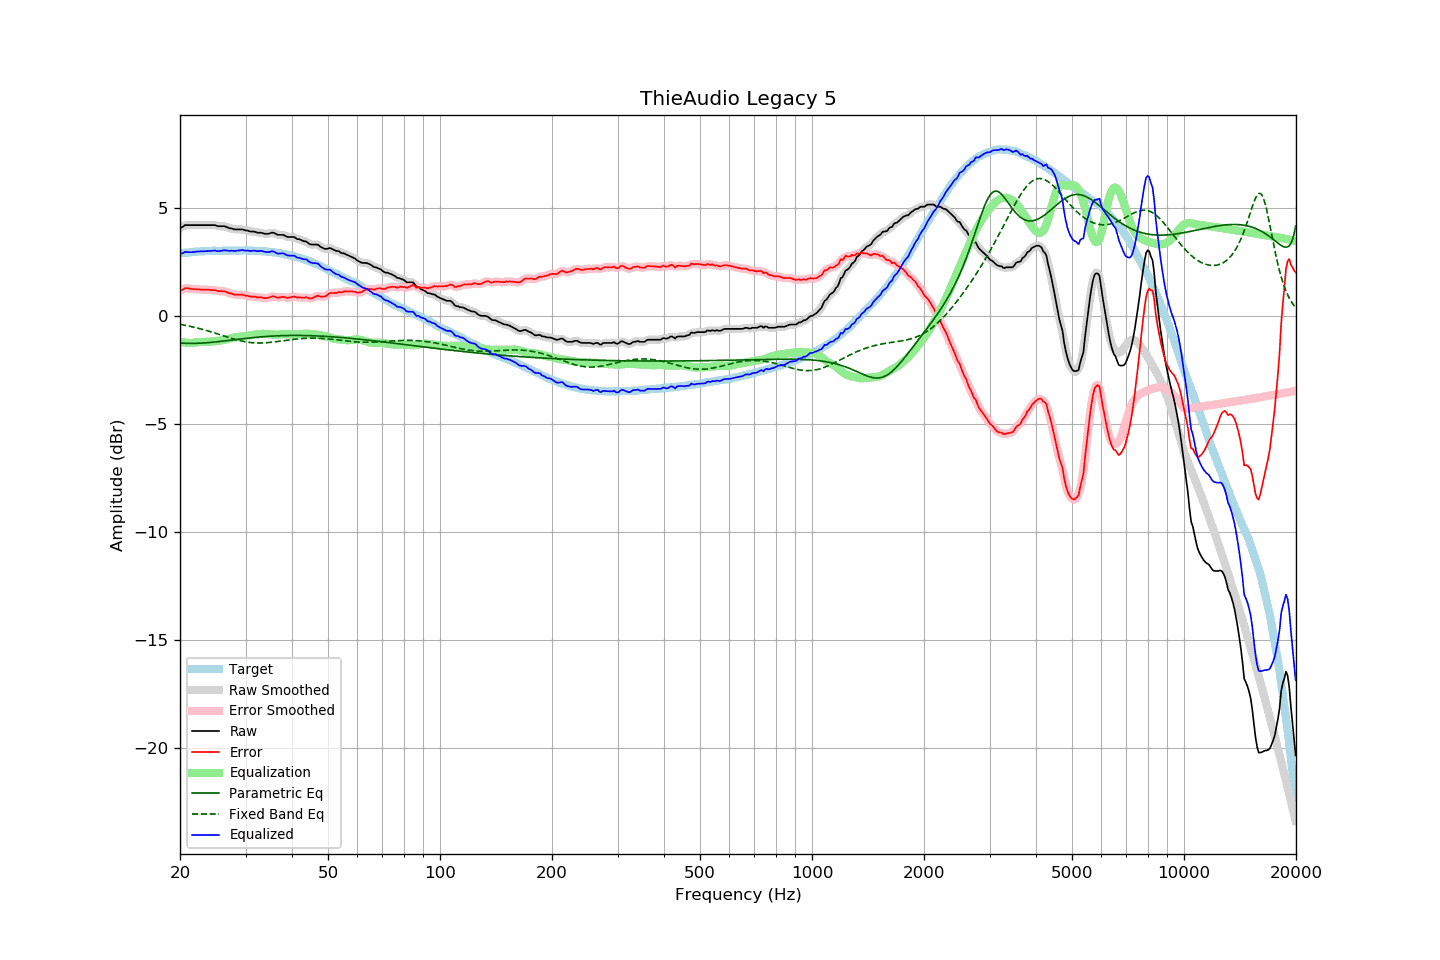 ThieAudio Legacy 5
Amplitude (dBr)
5
0
−5
−10
−15
−20
Target
Raw Smoothed
Error Smoothed
Raw
Error
Equalization
Parametric Eq
Fixed Band Eq
Equalized
20 50 100 200 500 1000 2000 5000 10000 20000
Frequency (Hz)